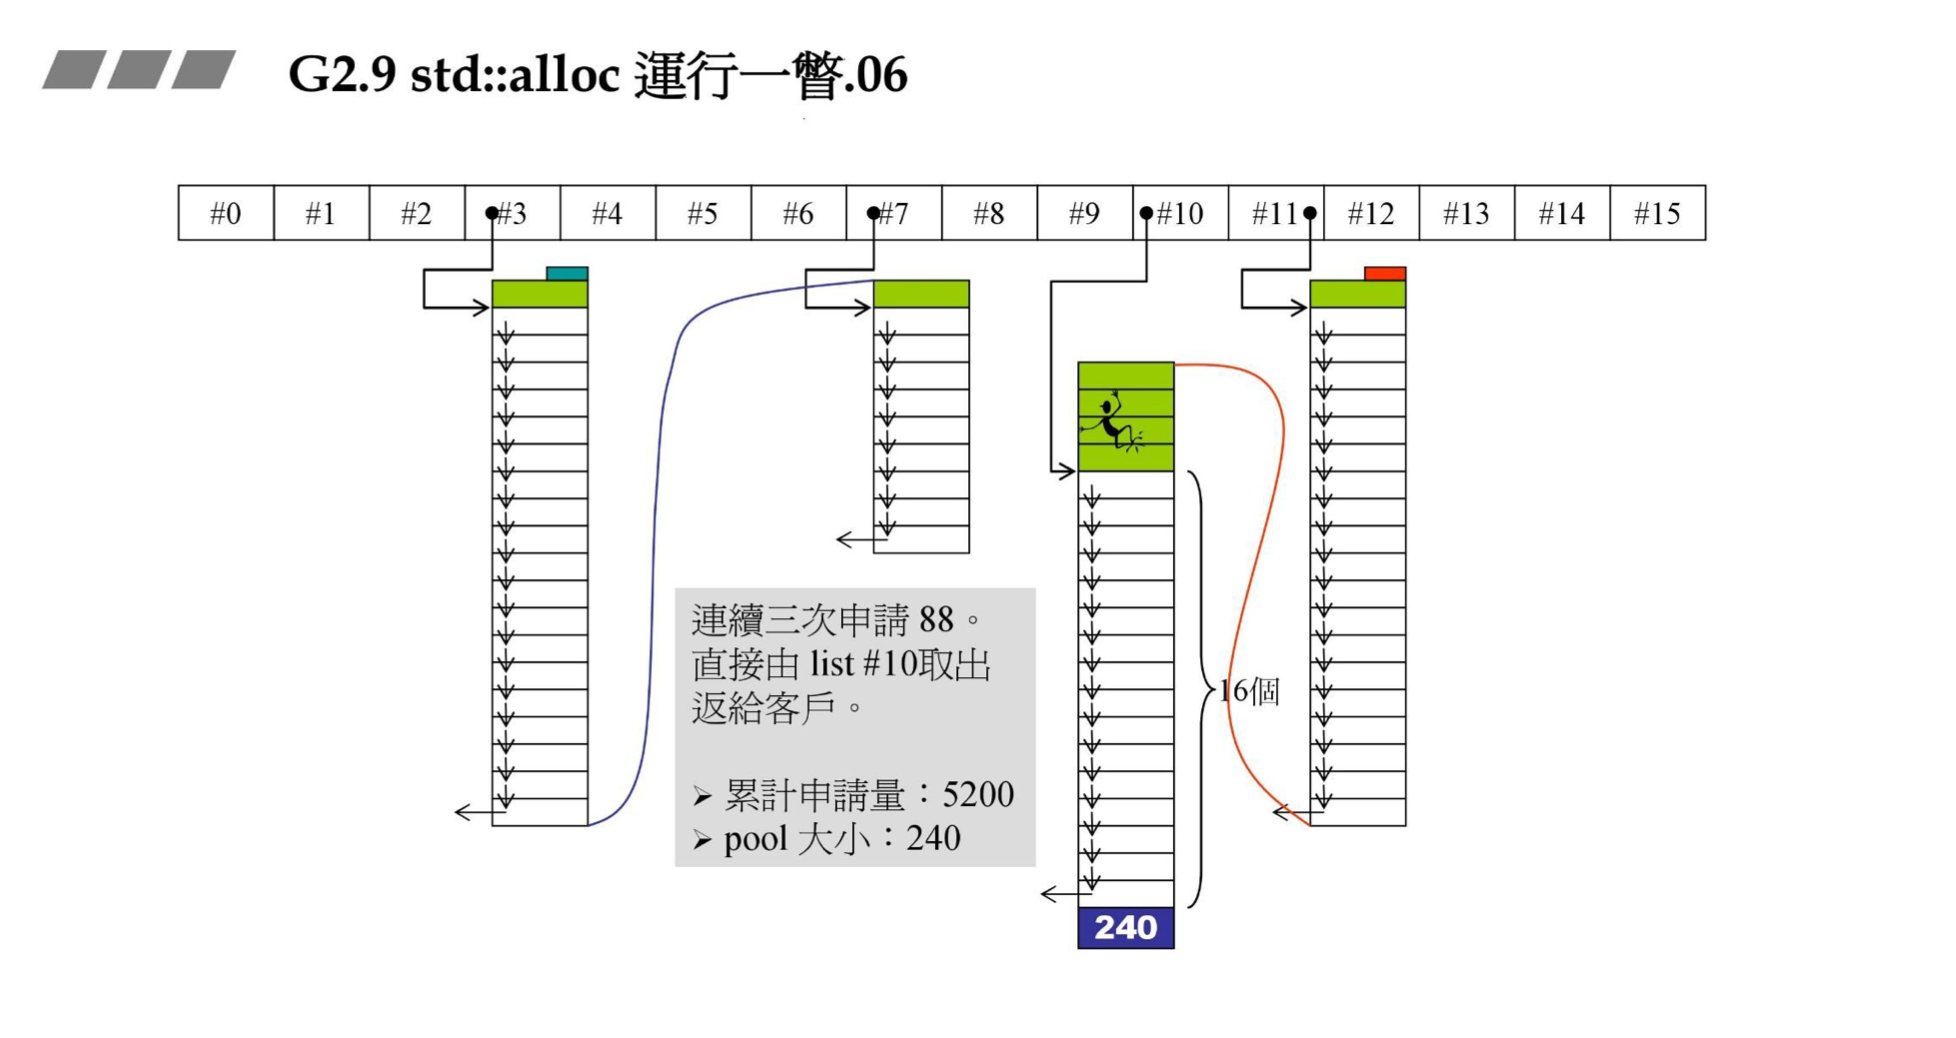 G2.9 std::alloc 運行一瞥.06
#0 #1 #2 #3 #4 #5 #6 #7 #8 #9 #10 #11 #12 #13 #14 #15
連續三次申請 88。
直接由 list #10取出
返給客戶。
➢ 累計申請量：5200
➢ pool 大小：240
16個
240